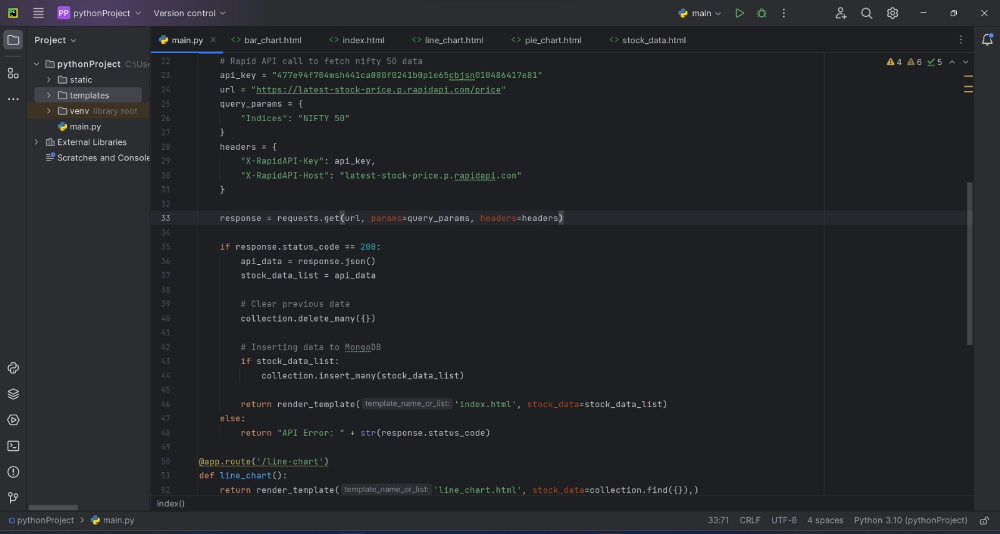 PC
PP pythonProject
Version control
main
Project
main.py
bar_chart.html
index.html
line_chart.html
pie_chart.html
stock_data.html
pythonProject C:\Use
static
templates
venv library root
main.py
External Libraries
Scratches and Console
4 6 5
22 # Rapid API call to fetch nifty 50 data
23 api_key = "477e94f704msh441ca080f0241b0p1e65cbjsn010486417e81"
24 url = "https://latest-stock-price.p.rapidapi.com/price"
25 query_params = {
26 "Indices": "NIFTY 50"
27 }
28 headers = {
29 "X-RapidAPI-Key": api_key,
30 "X-RapidAPI-Host": "latest-stock-price.p.rapidapi.com"
31 }
32
33 response = requests.get(url, params=query_params, headers=headers)
34
35 if response.status_code == 200:
36 api_data = response.json()
37 stock_data_list = api_data
38
39 # Clear previous data
40 collection.delete_many({})
41
42 # Inserting data to MongoDB
43 if stock_data_list:
44 collection.insert_many(stock_data_list)
45
46 return render_template( template_name_or_list: 'index.html', stock_data=stock_data_list)
47 else:
48 return "API Error: " + str(response.status_code)
49
50 @app.route('/line-chart')
51 def line_chart():
52 return render_template( template_name_or_list: 'line_chart.html', stock_data=collection.find({}),)
index()
pythonProject > main.py
33:71 CRLF UTF-8 4 spaces Python 3.10 (pythonProject)